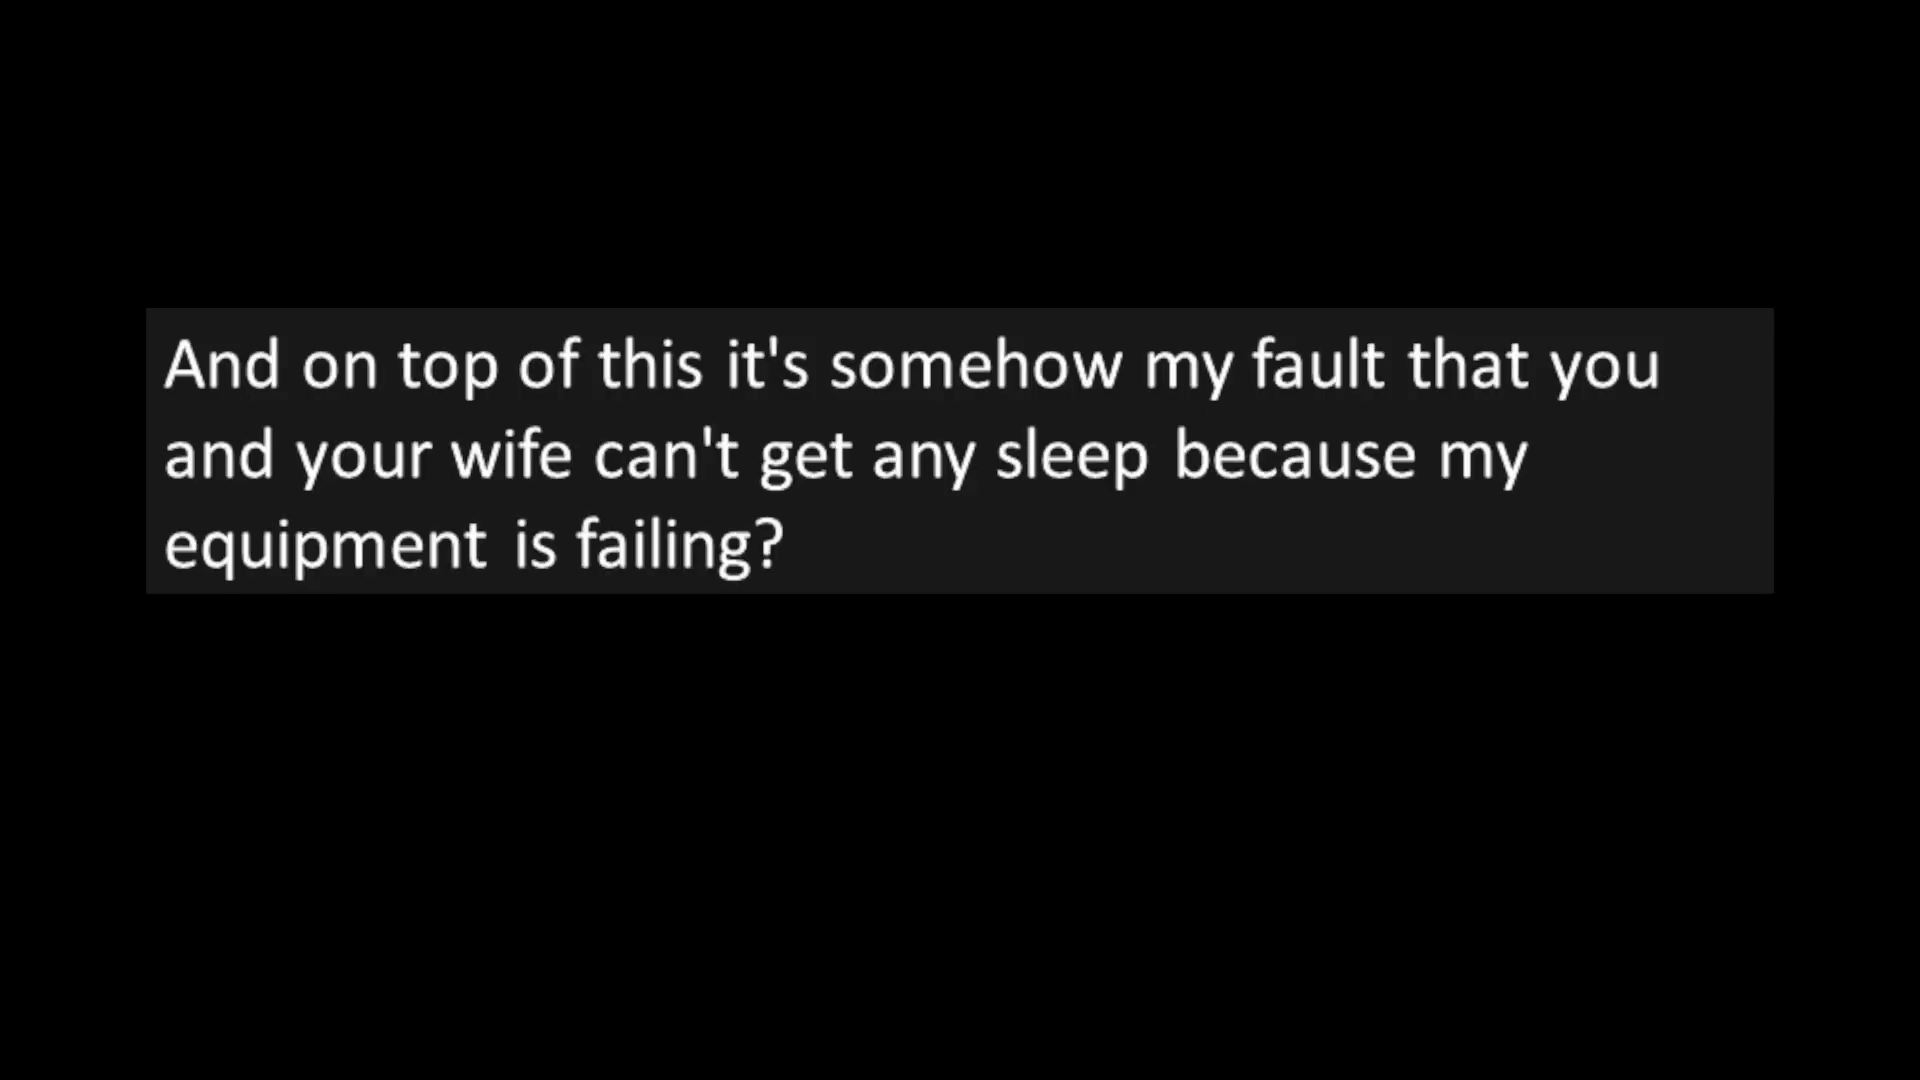 And on top of this it's somehow my fault that you
and your wife can't get any sleep because my
equipment is failing?